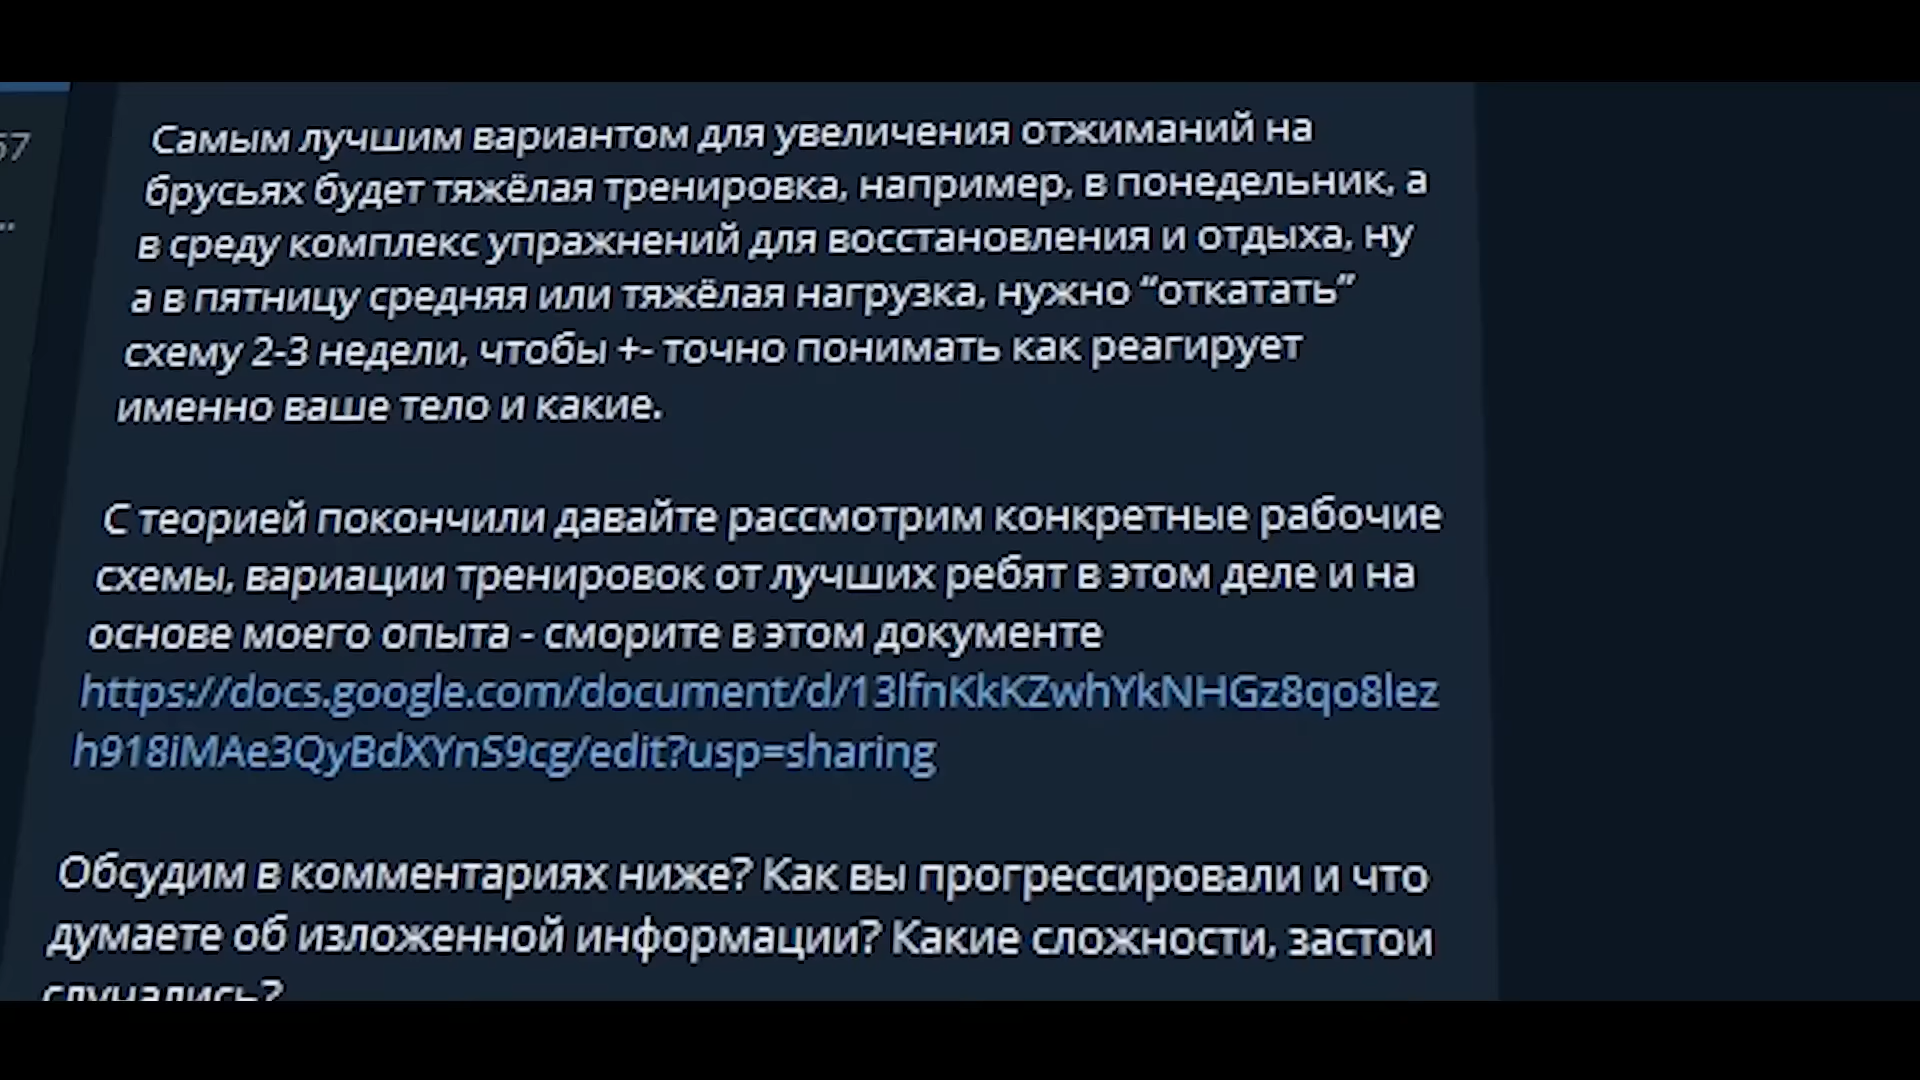 57
..
Самым лучшим вариантом для увеличения отжиманий на
брусьях будет тяжёлая тренировка, например, в понедельник, а
в среду комплекс упражнений для восстановления и отдыха, ну
а в пятницу средняя или тяжёлая нагрузка, нужно “откатать”
схему 2-3 недели, чтобы +- точно понимать как реагирует
именно ваше тело и какие.
С теорией покончили давайте рассмотрим конкретные рабочие
схемы, вариации тренировок от лучших ребят в этом деле и на
основе моего опыта - сморите в этом документе
https://docs.google.com/document/d/13lfnKkKZwhYkNHGz8qo8lez
h918iMAe3QyBdXYnS9cg/edit?usp=sharing
Обсудим в комментариях ниже? Как вы прогрессировали и что
думаете об изложенной информации? Какие сложности, застои
случались?